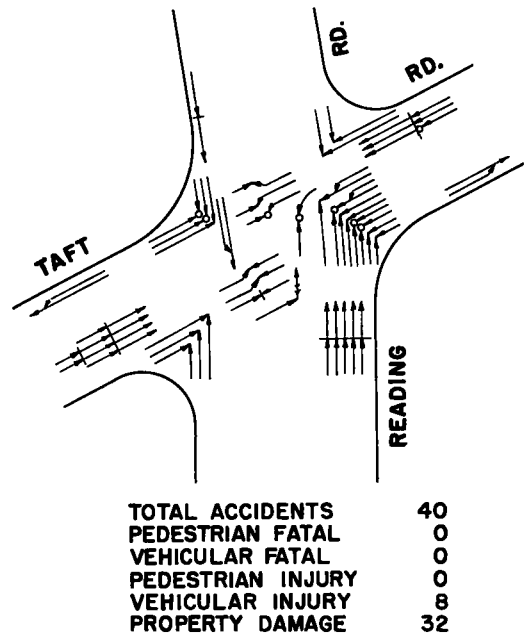 RD.
RD.
TAFT
READING
TOTAL ACCIDENTS 40
PEDESTRIAN FATAL 0
VEHICULAR FATAL 0
PEDESTRIAN INJURY 0
VEHICULAR INJURY 8
PROPERTY DAMAGE 32